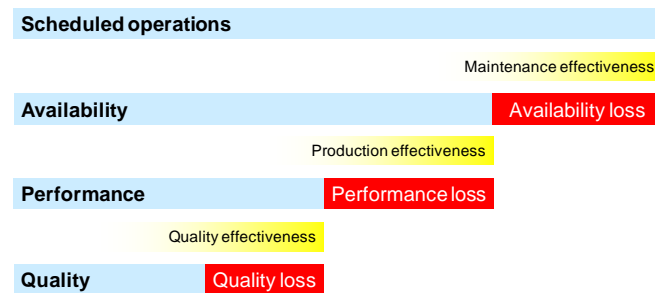 Scheduled operations
Maintenance effectiveness
Availability Availability loss
Production effectiveness
Performance Performance loss
Quality effectiveness
Quality Quality loss